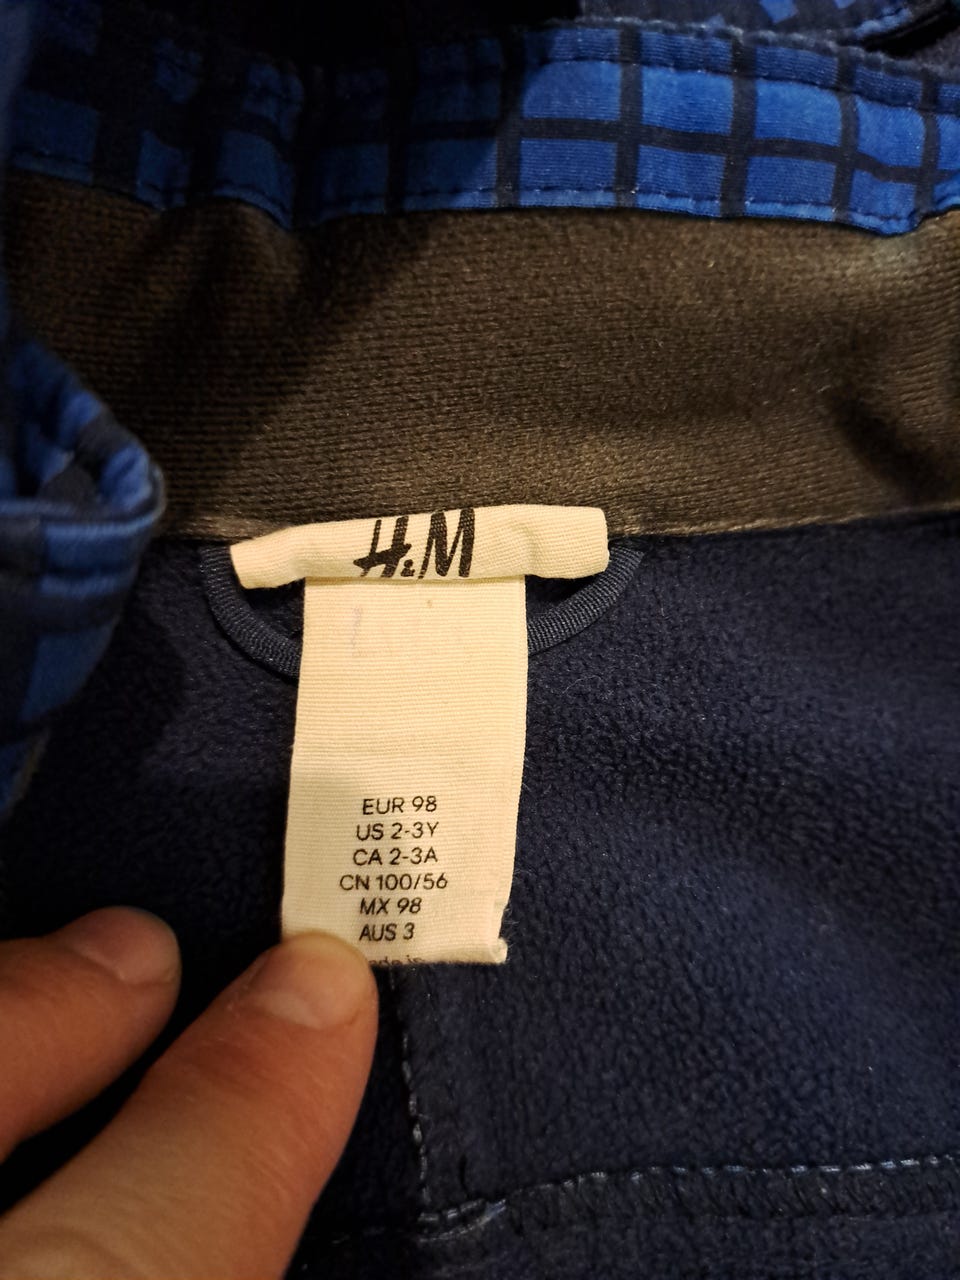 H&M
EUR 98
US 2-3Y
CA 2-3A
CN 100/56
MX 98
AUS 3